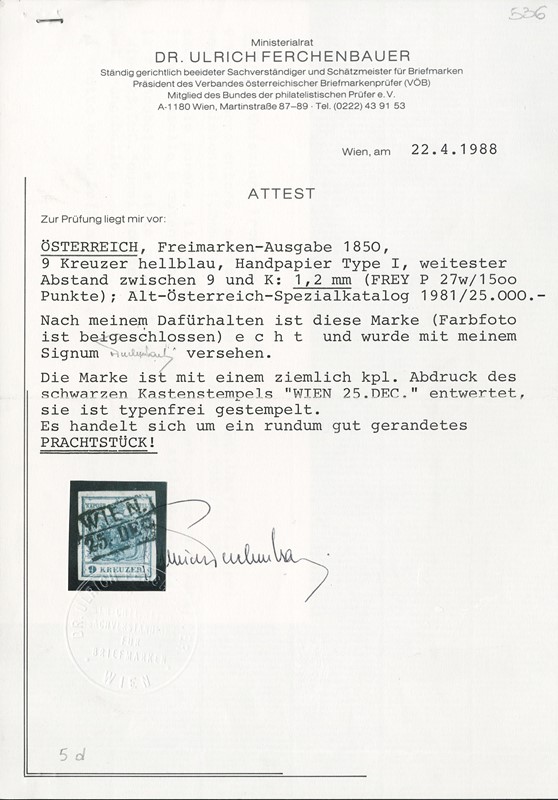 536
Ministerialrat
DR. ULRICH FERCHENBAUER
Ständig gerichtlich beeideter Sachverständiger und Schätzmeister für Briefmarken
Präsident des Verbandes österreichischer Briefmarkenprüfer (VÖB)
Mitglied des Bundes der philatelistischen Prüfer e.V.
A-1180 Wien, Martinstraße 87–89 · Tel. (0222) 43 91 53
Wien, am 22.4.1988
ATTEST
Zur Prüfung liegt mir vor:
ÖSTERREICH, Freimarken-Ausgabe 185o,
9 Kreuzer hellblau, Handpapier Type I, weitester
Abstand zwischen 9 und K: 1,2 mm (FREY P 27w/15oo
Punkte); Alt-Österreich-Spezialkatalog 1981/25.ooo.-
Nach meinem Dafürhalten ist diese Marke (Farbfoto
ist beigeschlossen) e c h t und wurde mit meinem
Signum versehen.
Die Marke ist mit einem ziemlich kpl. Abdruck des
schwarzen Kastenstempels "WIEN 25.DEC." entwertet,
sie ist typenfrei gestempelt.
Es handelt sich um ein rundum gut gerandetes
PRACHTSTÜCK!
WIEN.
25. DEC.
9 KREUZER
FÜR
BRIEFMARKEN
WIEN
5 d